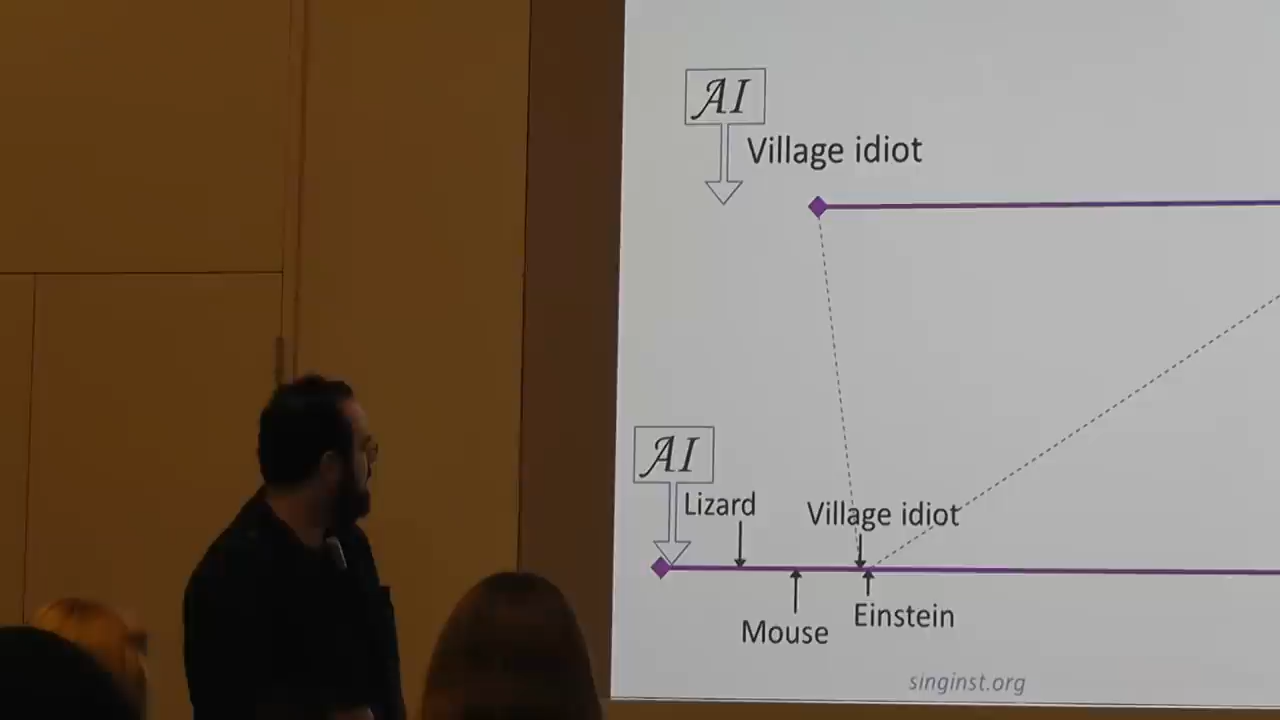 AI
Village idiot
AI
Lizard
Village idiot
Mouse
Einstein
singinst.org